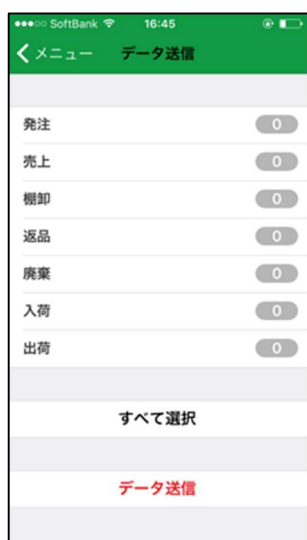 SoftBank 16:45
メニュー データ送信
発注 0
売上 0
棚卸 0
返品 0
廃棄 0
入荷 0
出荷 0
すべて選択
データ送信